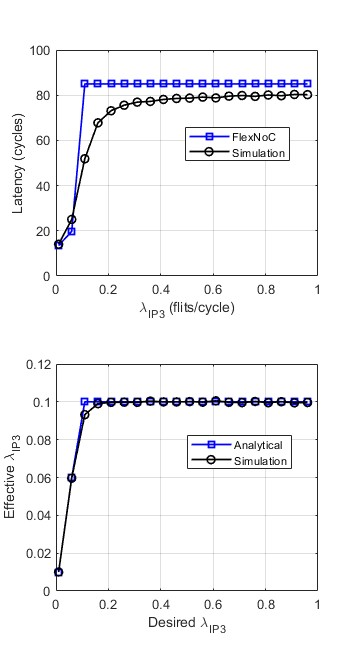 100
80
60
40
20
0
Latency (cycles)
FlexNoC
Simulation
0 0.2 0.4 0.6 0.8 1
λIP3 (flits/cycle)
0.12
0.1
0.08
0.06
0.04
0.02
0
Effective λIP3
Analytical
Simulation
0 0.2 0.4 0.6 0.8 1
Desired λIP3